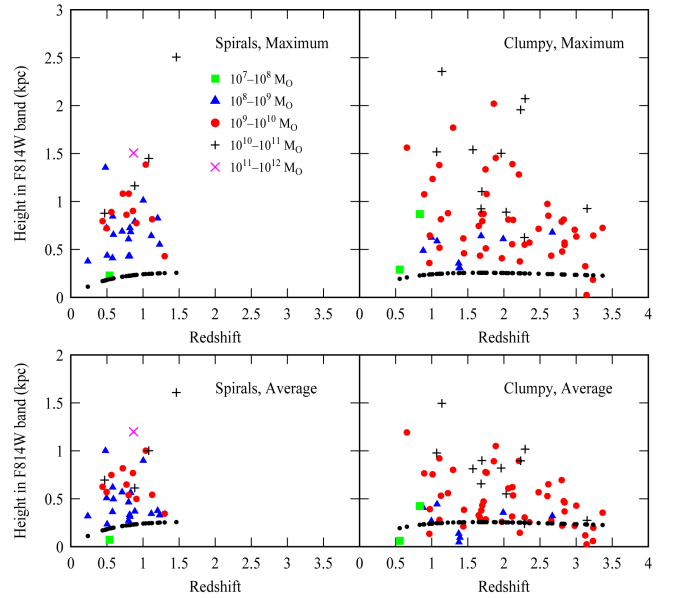 3
2.5
2
1.5
1
0.5
0
Height in F814W band (kpc)
Spirals, Maximum
10⁷–10⁸ M_O
10⁸–10⁹ M_O
10⁹–10¹⁰ M_O
10¹⁰–10¹¹ M_O
10¹¹–10¹² M_O
Clumpy, Maximum
0 0.5 1 1.5 2 2.5 3 3.5 0.5 1 1.5 2 2.5 3 3.5 4
Redshift Redshift
2
1.5
1
0.5
0
Height in F814W band (kpc)
Spirals, Average
Clumpy, Average
0 0.5 1 1.5 2 2.5 3 3.5 0.5 1 1.5 2 2.5 3 3.5 4
Redshift Redshift